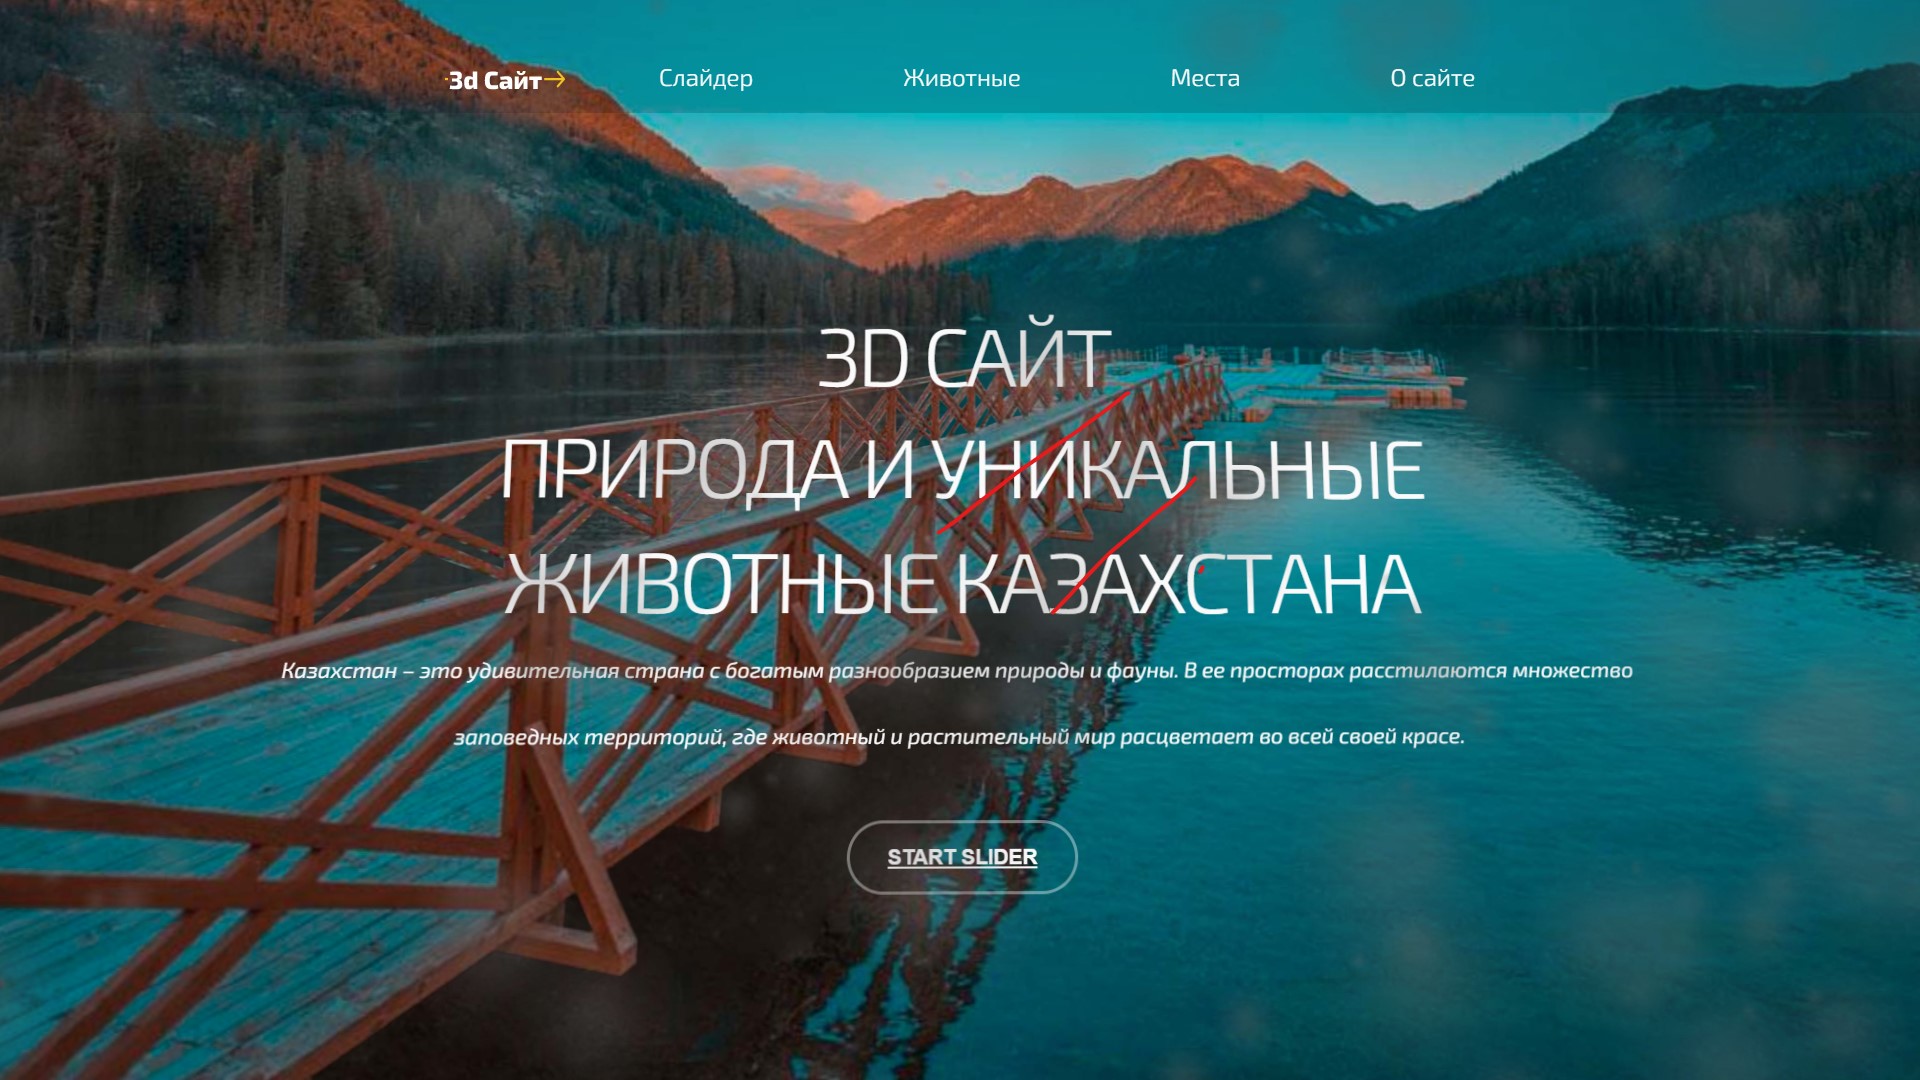 3d Сайт
Слайдер
Животные
Места
О сайте
3D САЙТ
ПРИРОДА И УНИКАЛЬНЫЕ
ЖИВОТНЫЕ КАЗАХСТАНА
Казахстан – это удивительная страна с богатым разнообразием природы и фауны. В ее просторах расстилаются множество
заповедных территорий, где животный и растительный мир расцветает во всей своей красе.
START SLIDER